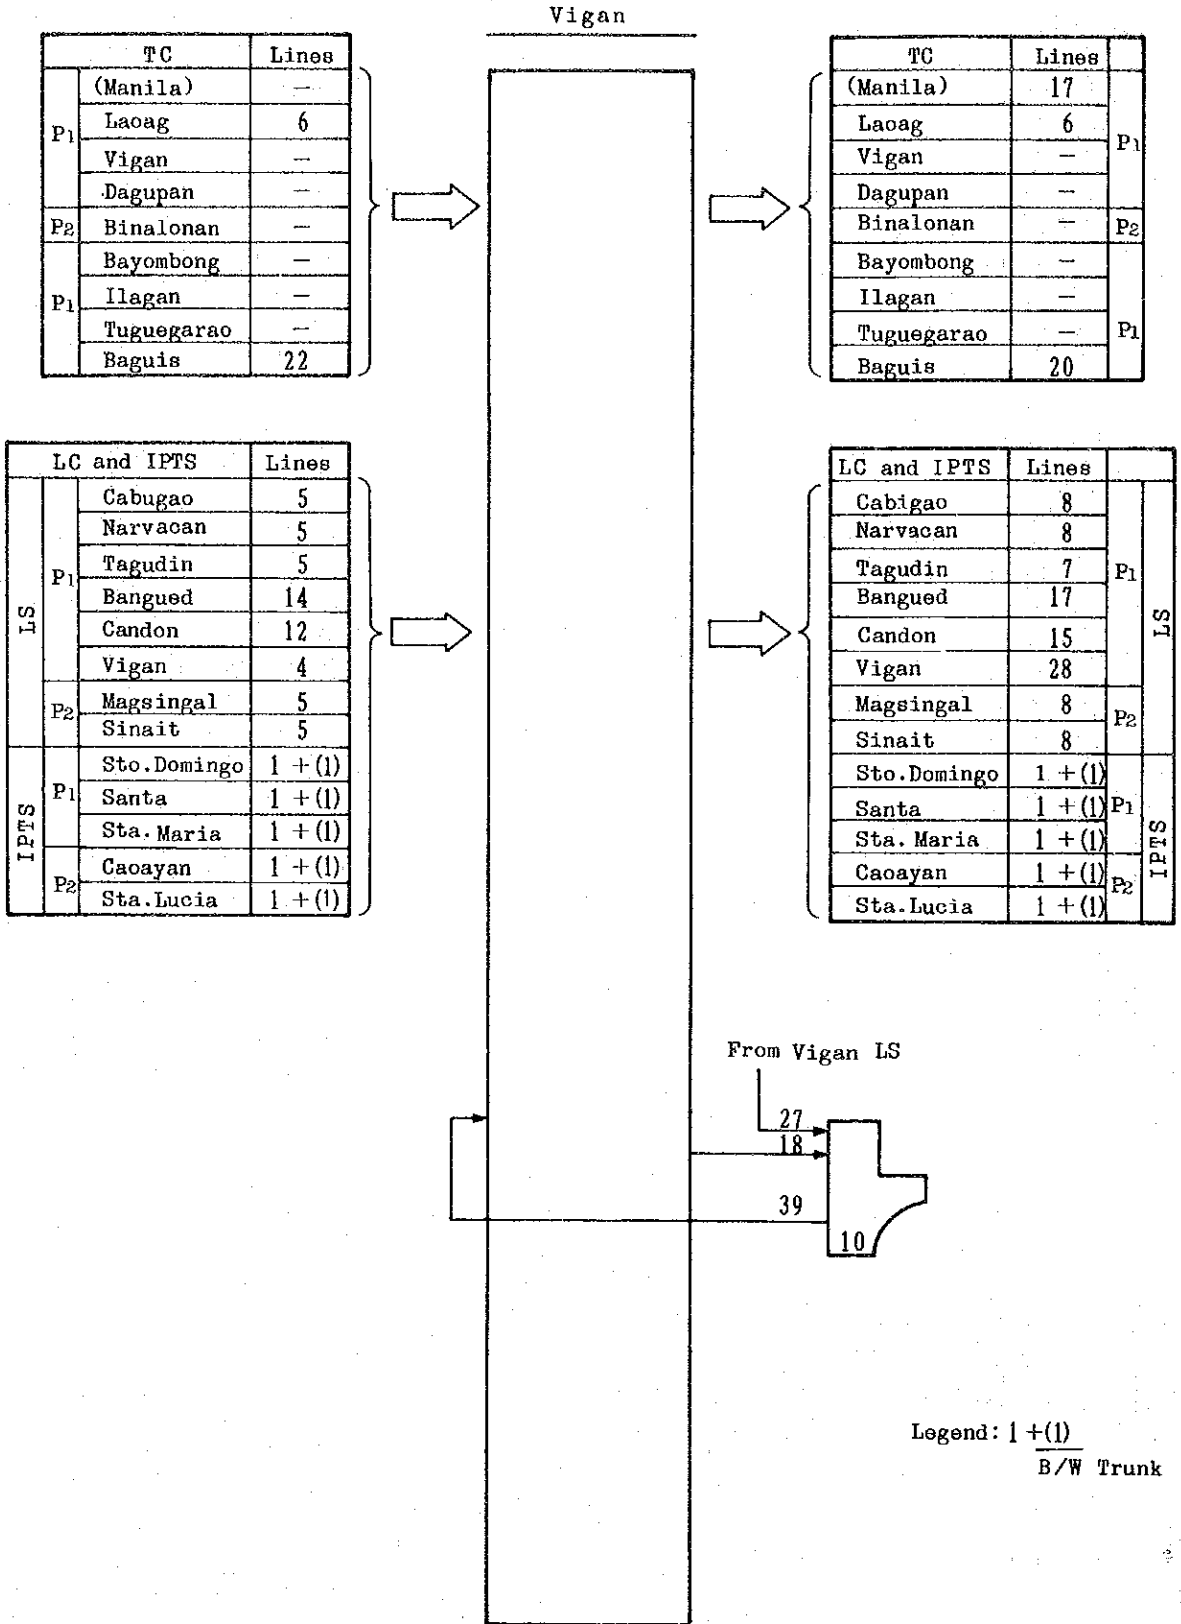 Vigan
TC Lines
P1 (Manila) —
Laoag 6
Vigan —
Dagupan —
P2 Binalonan —
P1 Bayombong —
Ilagan —
Tuguegarao —
Baguis 22
TC Lines
(Manila) 17 P1
Laoag 6
Vigan —
Dagupan —
Binalonan — P2
Bayombong — P1
Ilagan —
Tuguegarao —
Baguis 20
LC and IPTS Lines
LS P1 Cabugao 5
Narvacan 5
Tagudin 5
Bangued 14
Candon 12
Vigan 4
P2 Magsingal 5
Sinait 5
IPTS P1 Sto.Domingo 1 +(1)
Santa 1 +(1)
Sta. Maria 1 +(1)
P2 Caoayan 1 +(1)
Sta.Lucia 1 +(1)
LC and IPTS Lines
Cabigao 8 P1 LS
Narvacan 8
Tagudin 7
Bangued 17
Candon 15
Vigan 28
Magsingal 8 P2
Sinait 8
Sto.Domingo 1 +(1) P1 IPTS
Santa 1 +(1)
Sta. Maria 1 +(1)
Caoayan 1 +(1) P2
Sta.Lucia 1 +(1)
From Vigan LS
27
18
39
10
Legend: 1 +(1)
B/W Trunk